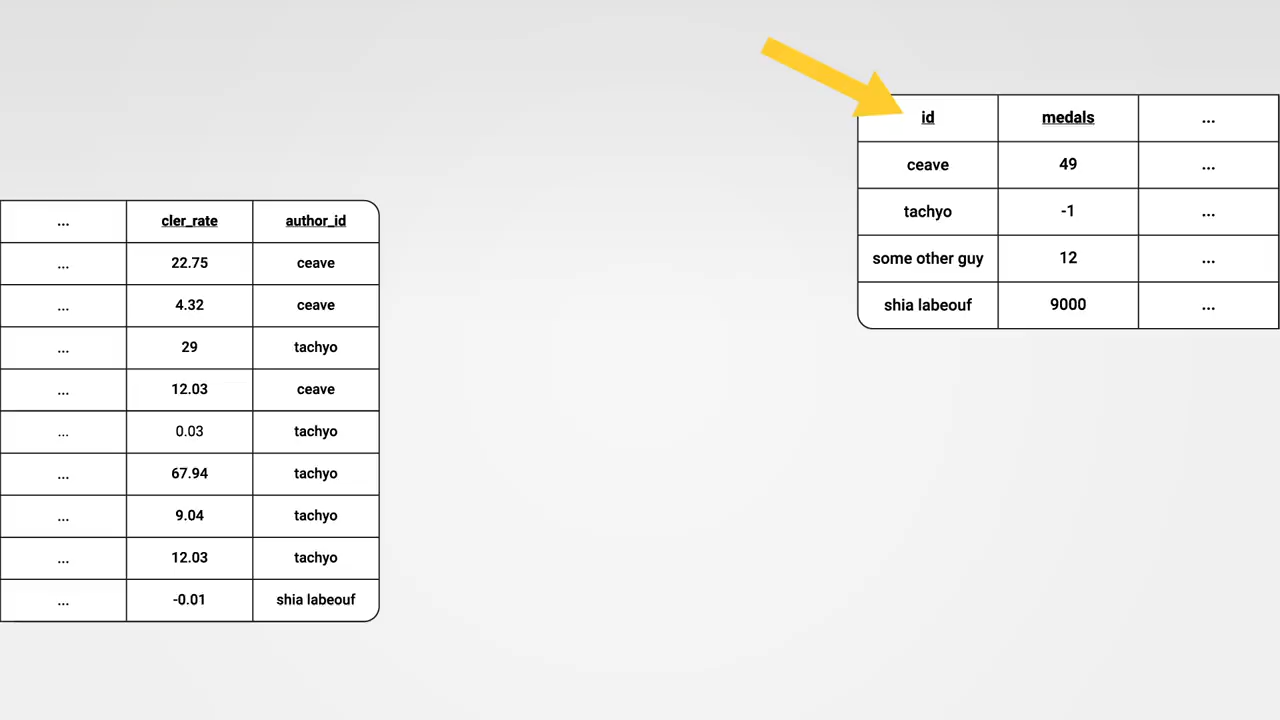 ... cler_rate author_id
... 22.75 ceave
... 4.32 ceave
... 29 tachyo
... 12.03 ceave
... 0.03 tachyo
... 67.94 tachyo
... 9.04 tachyo
... 12.03 tachyo
... -0.01 shia labeouf
id medals ...
ceave 49 ...
tachyo -1 ...
some other guy 12 ...
shia labeouf 9000 ...